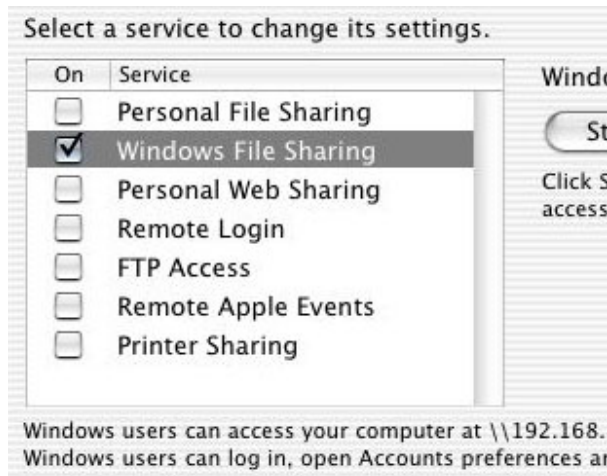 Select a service to change its settings.
On Service
Personal File Sharing
Windows File Sharing
Personal Web Sharing
Remote Login
FTP Access
Remote Apple Events
Printer Sharing
Click
access
Windows users can access your computer at \\192.168.
Windows users can log in, open Accounts preferences